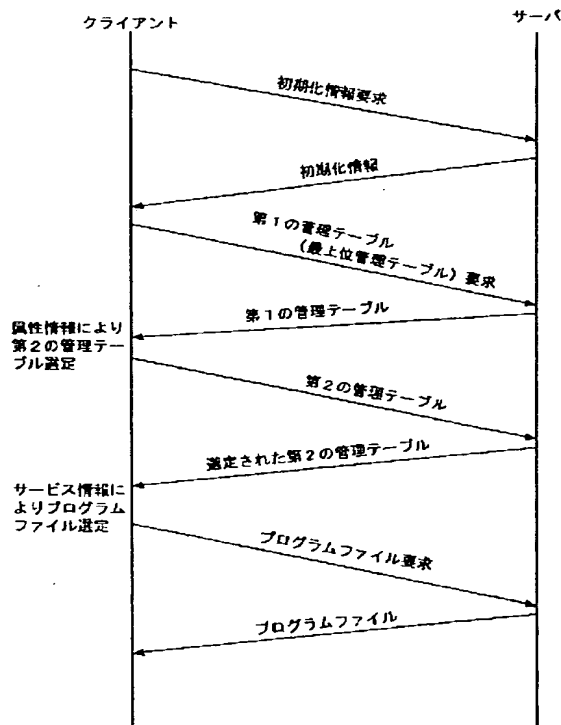 クライアント
サーバ
初期化情報要求
初期化情報
第1の管理テーブル
(最上位管理テーブル)要求
第1の管理テーブル
属性情報により
第2の管理テー
ブル選定
第2の管理テーブル
選定された第2の管理テーブル
サービス情報に
よりプログラム
ファイル選定
プログラムファイル要求
プログラムファイル